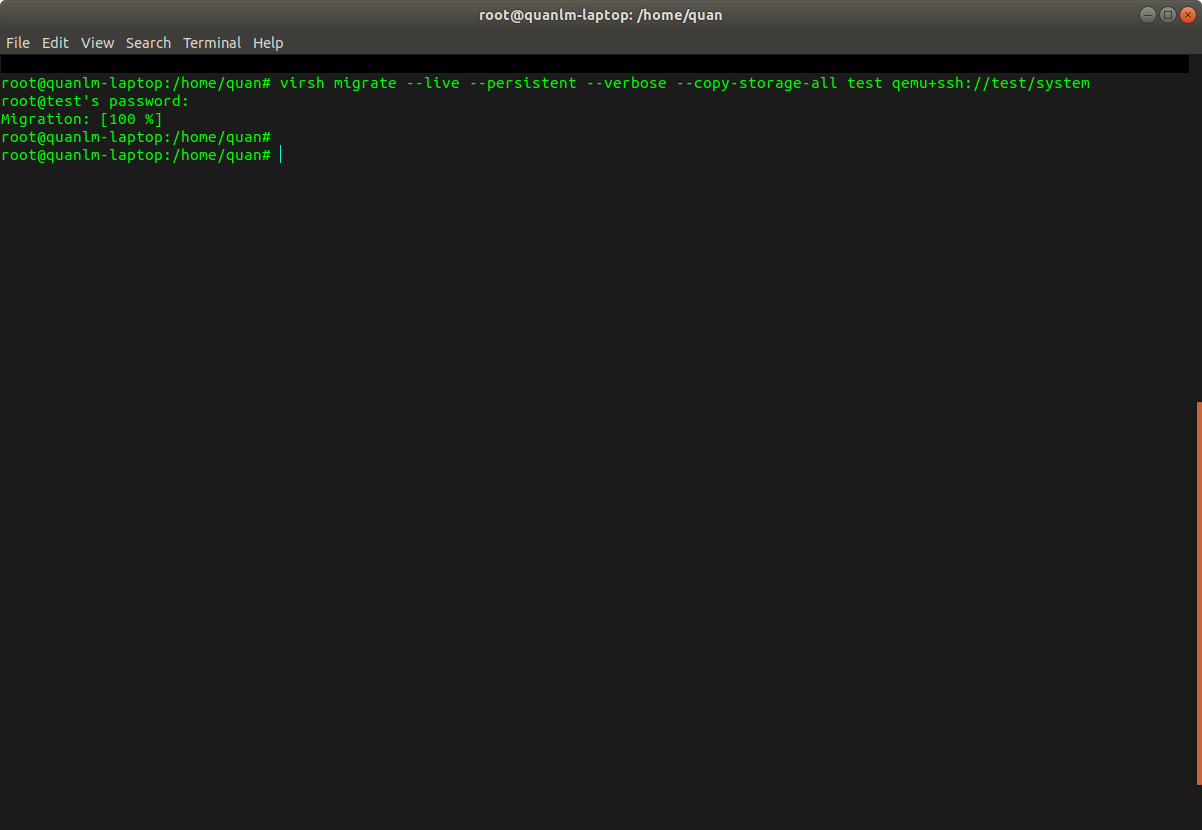 root@quanlm-laptop: /home/quan
File Edit View Search Terminal Help
root@quanlm-laptop:/home/quan# virsh migrate --live --persistent --verbose --copy-storage-all test qemu+ssh://test/system
root@test's password:
Migration: [100 %]
root@quanlm-laptop:/home/quan#
root@quanlm-laptop:/home/quan#